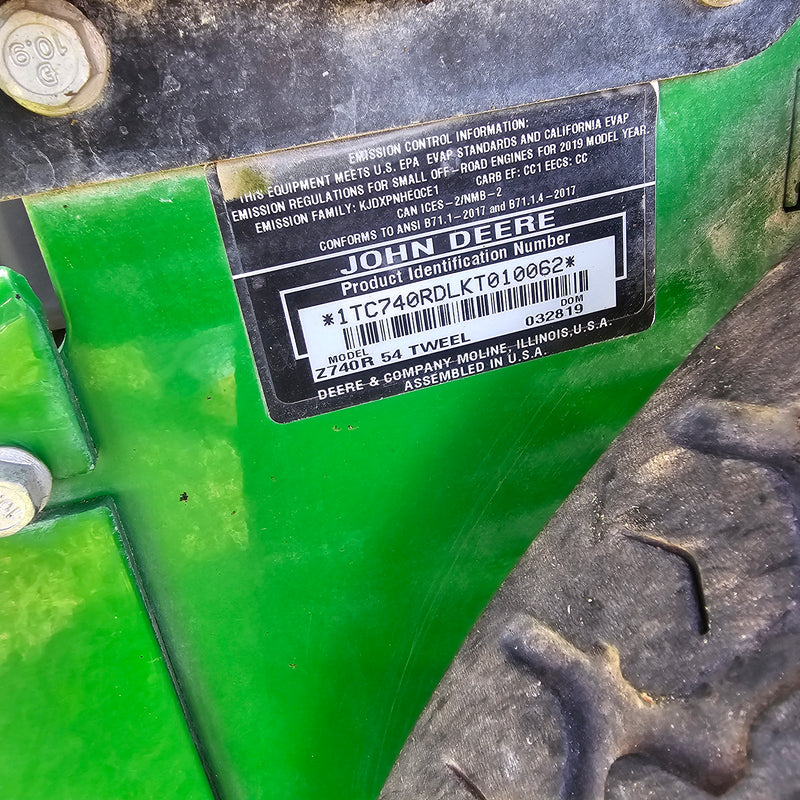 10.9
EMISSION CONTROL INFORMATION:
THIS EQUIPMENT MEETS U.S. EPA EVAP STANDARDS AND CALIFORNIA EVAP
EMISSION REGULATIONS FOR SMALL OFF-ROAD ENGINES FOR 2019 MODEL YEAR.
EMISSION FAMILY: KJDXPNHEQCE1 CARB EF: CC1 EECS: CC
CAN ICES-2/NMB-2
CONFORMS TO ANSI B71.1-2017 and B71.1.4-2017
JOHN DEERE
Product Identification Number
*1TC740RDLKT010062*
DOM
MODEL 032819
Z740R 54 TWEEL
DEERE & COMPANY MOLINE, ILLINOIS, U.S.A.
ASSEMBLED IN U.S.A.